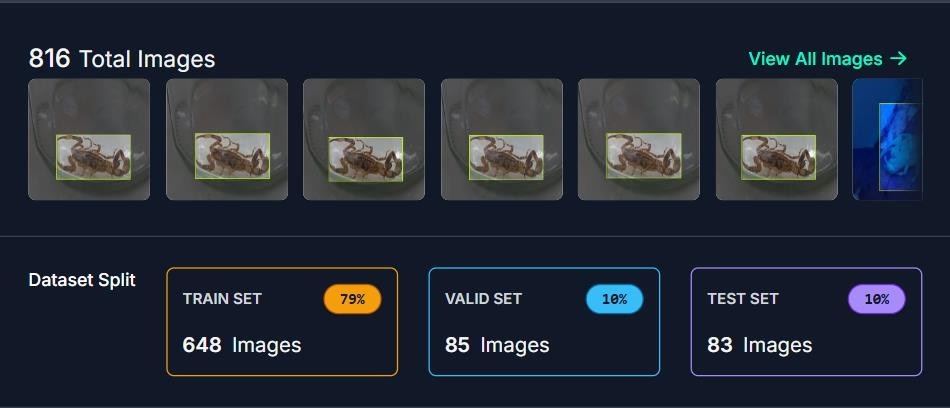 816 Total Images
View All Images →
Dataset Split
TRAIN SET 79%
648 Images
VALID SET 10%
85 Images
TEST SET 10%
83 Images